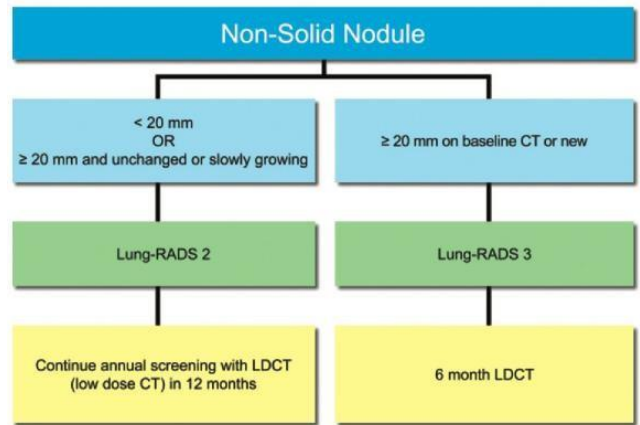 Non-Solid Nodule
< 20 mm
OR
≥ 20 mm and unchanged or slowly growing
≥ 20 mm on baseline CT or new
Lung-RADS 2
Lung-RADS 3
Continue annual screening with LDCT
(low dose CT) in 12 months
6 month LDCT